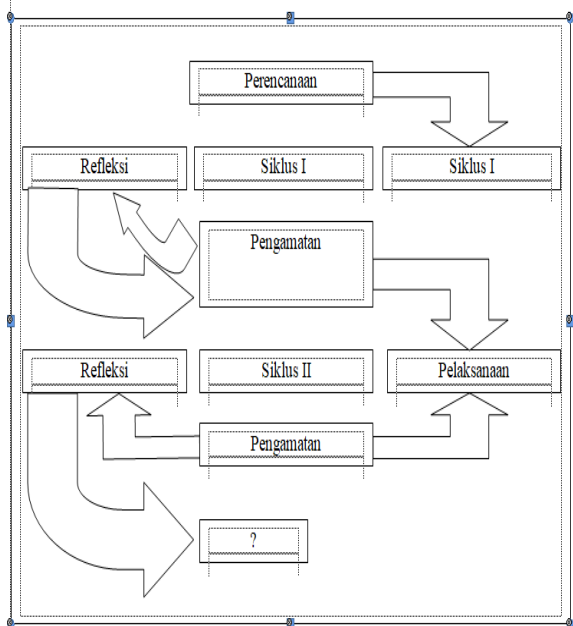 Perencanaan
Refleksi
Siklus I
Siklus I
Pengamatan
Refleksi
Siklus II
Pelaksanaan
Pengamatan
?